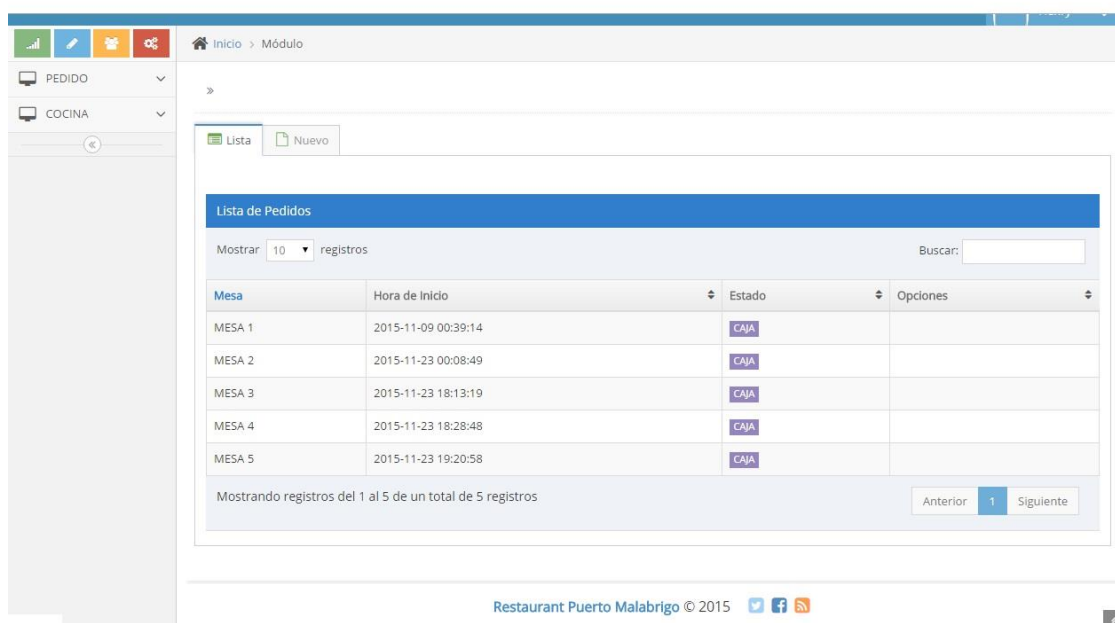 Inicio > Módulo
PEDIDO
COCINA
»
Lista Nuevo
Lista de Pedidos
Mostrar 10 registros Buscar:
Mesa Hora de Inicio Estado Opciones
MESA 1 2015-11-09 00:39:14 CAJA
MESA 2 2015-11-23 00:08:49 CAJA
MESA 3 2015-11-23 18:13:19 CAJA
MESA 4 2015-11-23 18:28:48 CAJA
MESA 5 2015-11-23 19:20:58 CAJA
Mostrando registros del 1 al 5 de un total de 5 registros Anterior 1 Siguiente
Restaurant Puerto Malabrigo © 2015